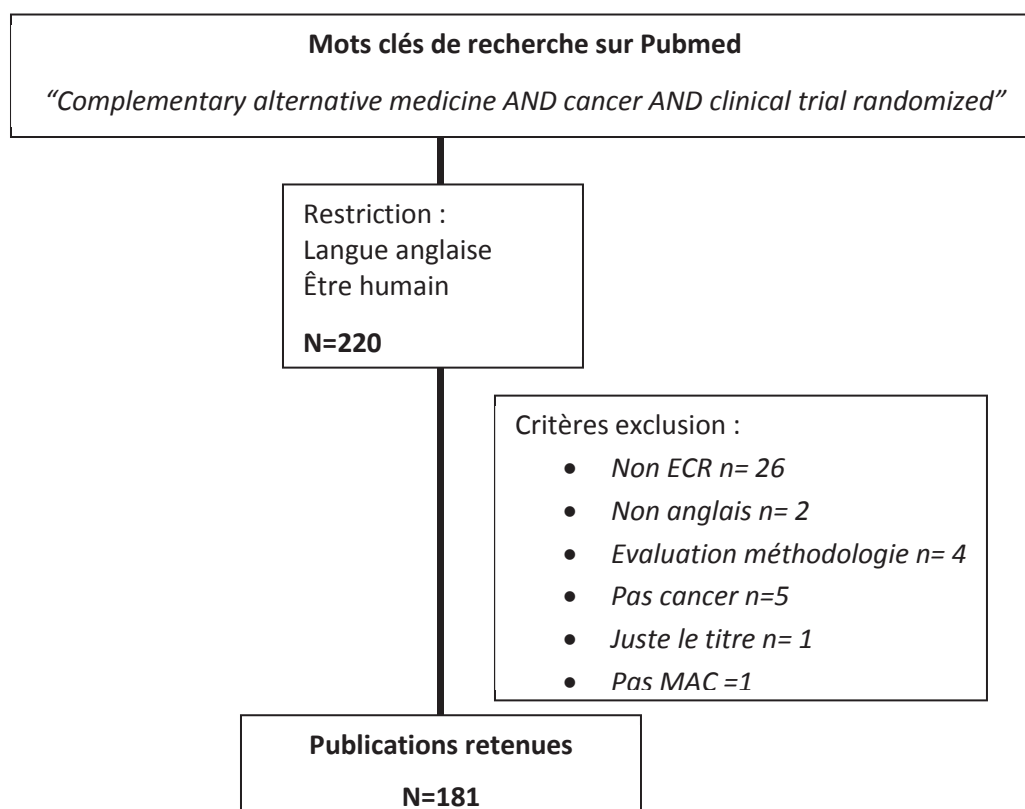 Mots clés de recherche sur Pubmed
“Complementary alternative medicine AND cancer AND clinical trial randomized”
Restriction :
Langue anglaise
Être humain
N=220
Critères exclusion :
• Non ECR n= 26
• Non anglais n= 2
• Evaluation méthodologie n= 4
• Pas cancer n=5
• Juste le titre n= 1
• Pas MAC =1
Publications retenues
N=181